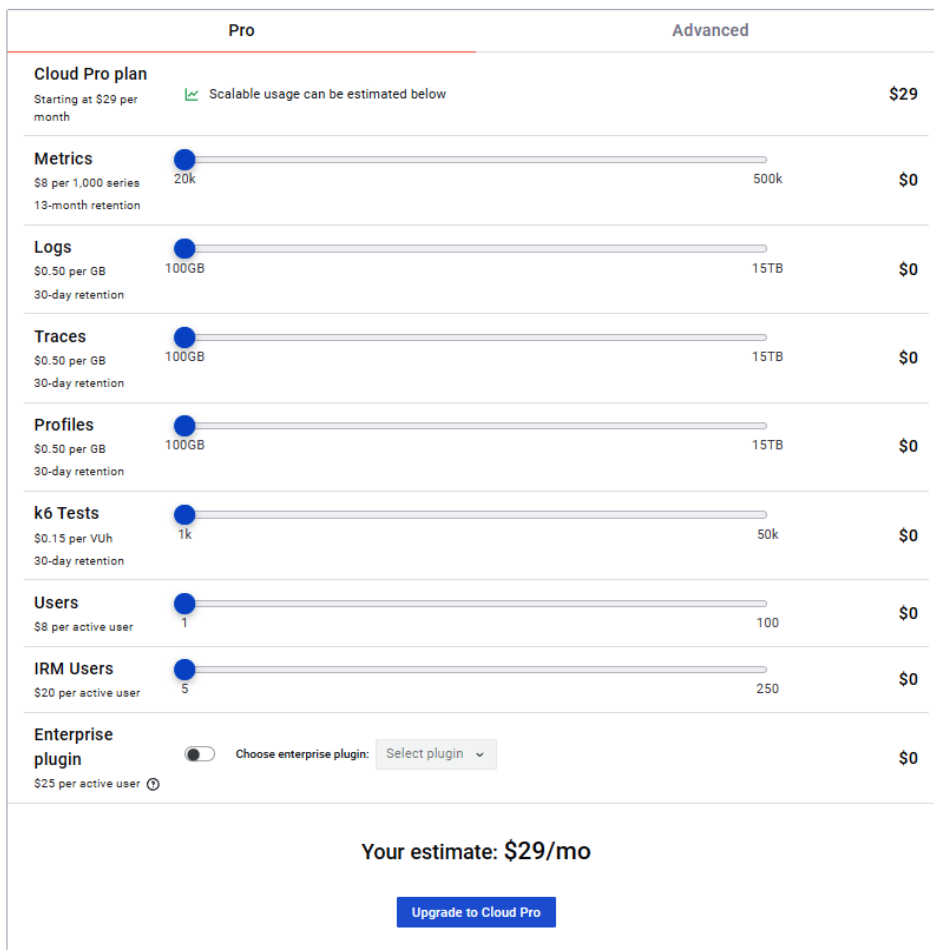 Pro
Advanced
Cloud Pro plan
Starting at $29 per
month
Scalable usage can be estimated below
$29
Metrics
$8 per 1,000 series
13-month retention
20k
500k
$0
Logs
$0.50 per GB
30-day retention
100GB
15TB
$0
Traces
$0.50 per GB
30-day retention
100GB
15TB
$0
Profiles
$0.50 per GB
30-day retention
100GB
15TB
$0
k6 Tests
$0.15 per VUh
30-day retention
1k
50k
$0
Users
$8 per active user
1
100
$0
IRM Users
$20 per active user
5
250
$0
Enterprise
plugin
$25 per active user ?
Choose enterprise plugin:
Select plugin
$0
Your estimate: $29/mo
Upgrade to Cloud Pro